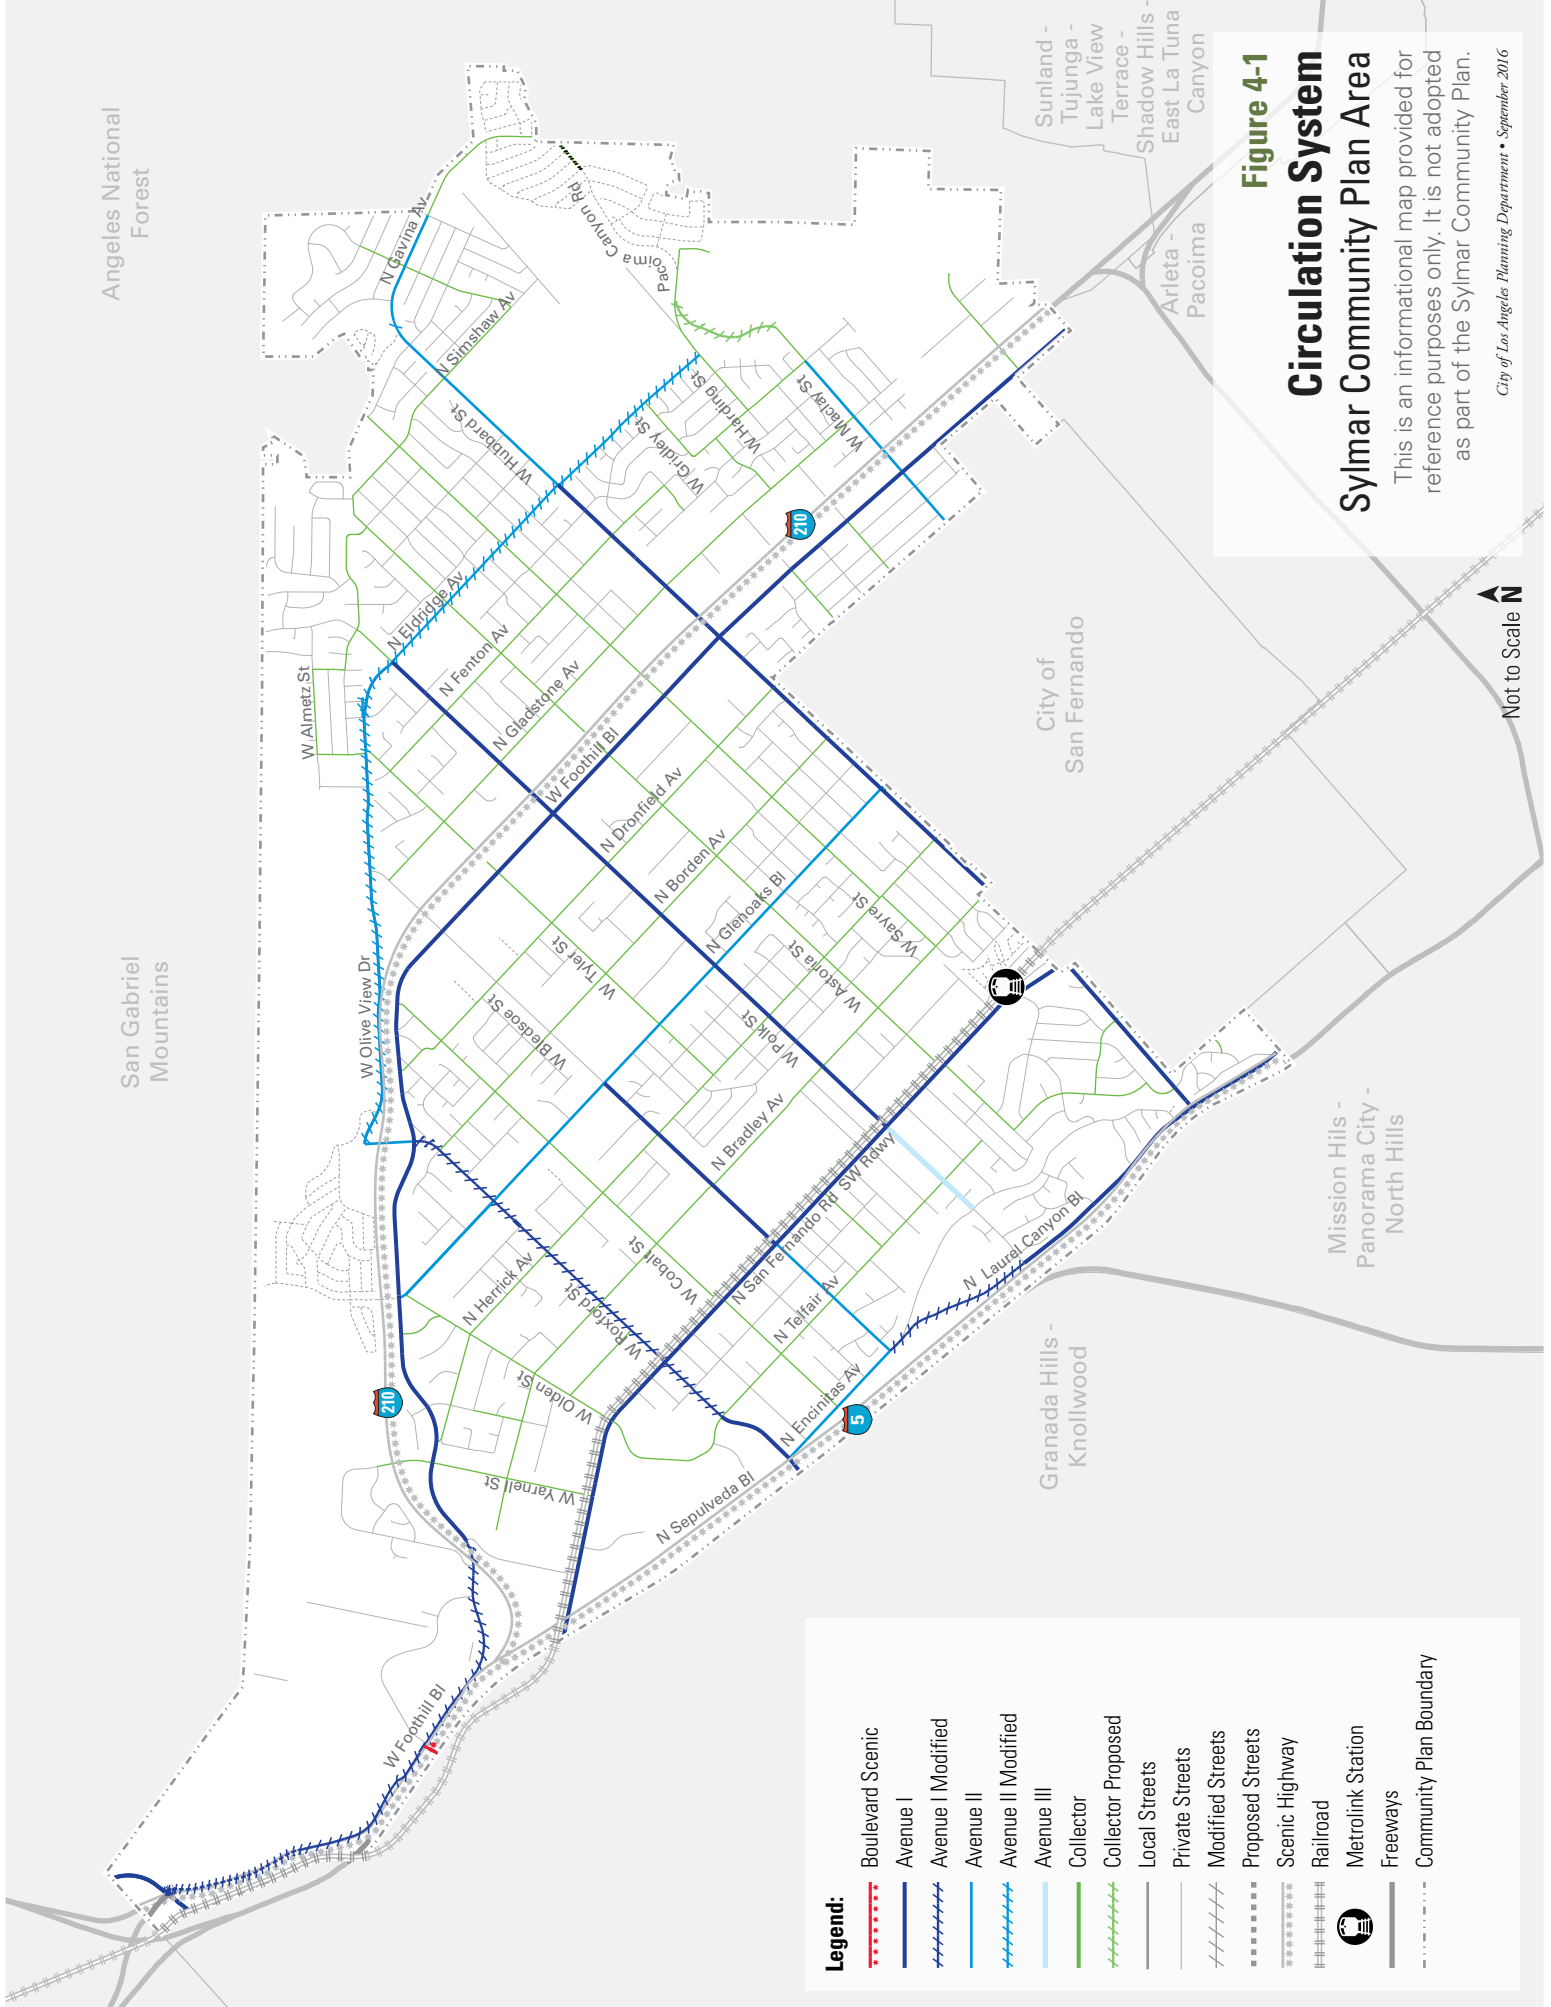 Figure 4-1
Circulation System
Sylmar Community Plan Area
This is an informational map provided for
reference purposes only. It is not adopted
as part of the Sylmar Community Plan.
City of Los Angeles Planning Department • September 2016
Not to Scale
N
Angeles National
Forest
San Gabriel
Mountains
Sunland -
Tujunga -
Lake View
Terrace -
Shadow Hills -
East La Tuna
Canyon
Arleta -
Pacoima
City of
San Fernando
Mission Hils -
Panorama City -
North Hills
Granada Hills -
Knollwood
N Gavina Av
Pacoima Canyon Rd
N Simshaw Av
W Hubbard St
W Harding St
W Gridley St
W Maclay St
210
N Eldridge Av
N Fenton Av
N Gladstone Av
W Almetz St
W Foothill Bl
N Dronfield Av
N Borden Av
N Glenoaks Bl
W Sayre St
W Astoria St
W Polk St
W Tyler St
W Bledsoe St
W Olive View Dr
N Bradley Av
SW Rdwy
N San Fernando Rd
W Cobalt St
W Roxford St
N Herrick Av
N Telfair Av
N Laurel Canyon Bl
N Encinitas Av
W Olden St
W Yarnell St
210
5
N Sepulveda Bl
W Foothill Bl
Legend:
Boulevard Scenic
Avenue I
Avenue I Modified
Avenue II
Avenue II Modified
Avenue III
Collector
Collector Proposed
Local Streets
Private Streets
Modified Streets
Proposed Streets
Scenic Highway
Railroad
Metrolink Station
Freeways
Community Plan Boundary